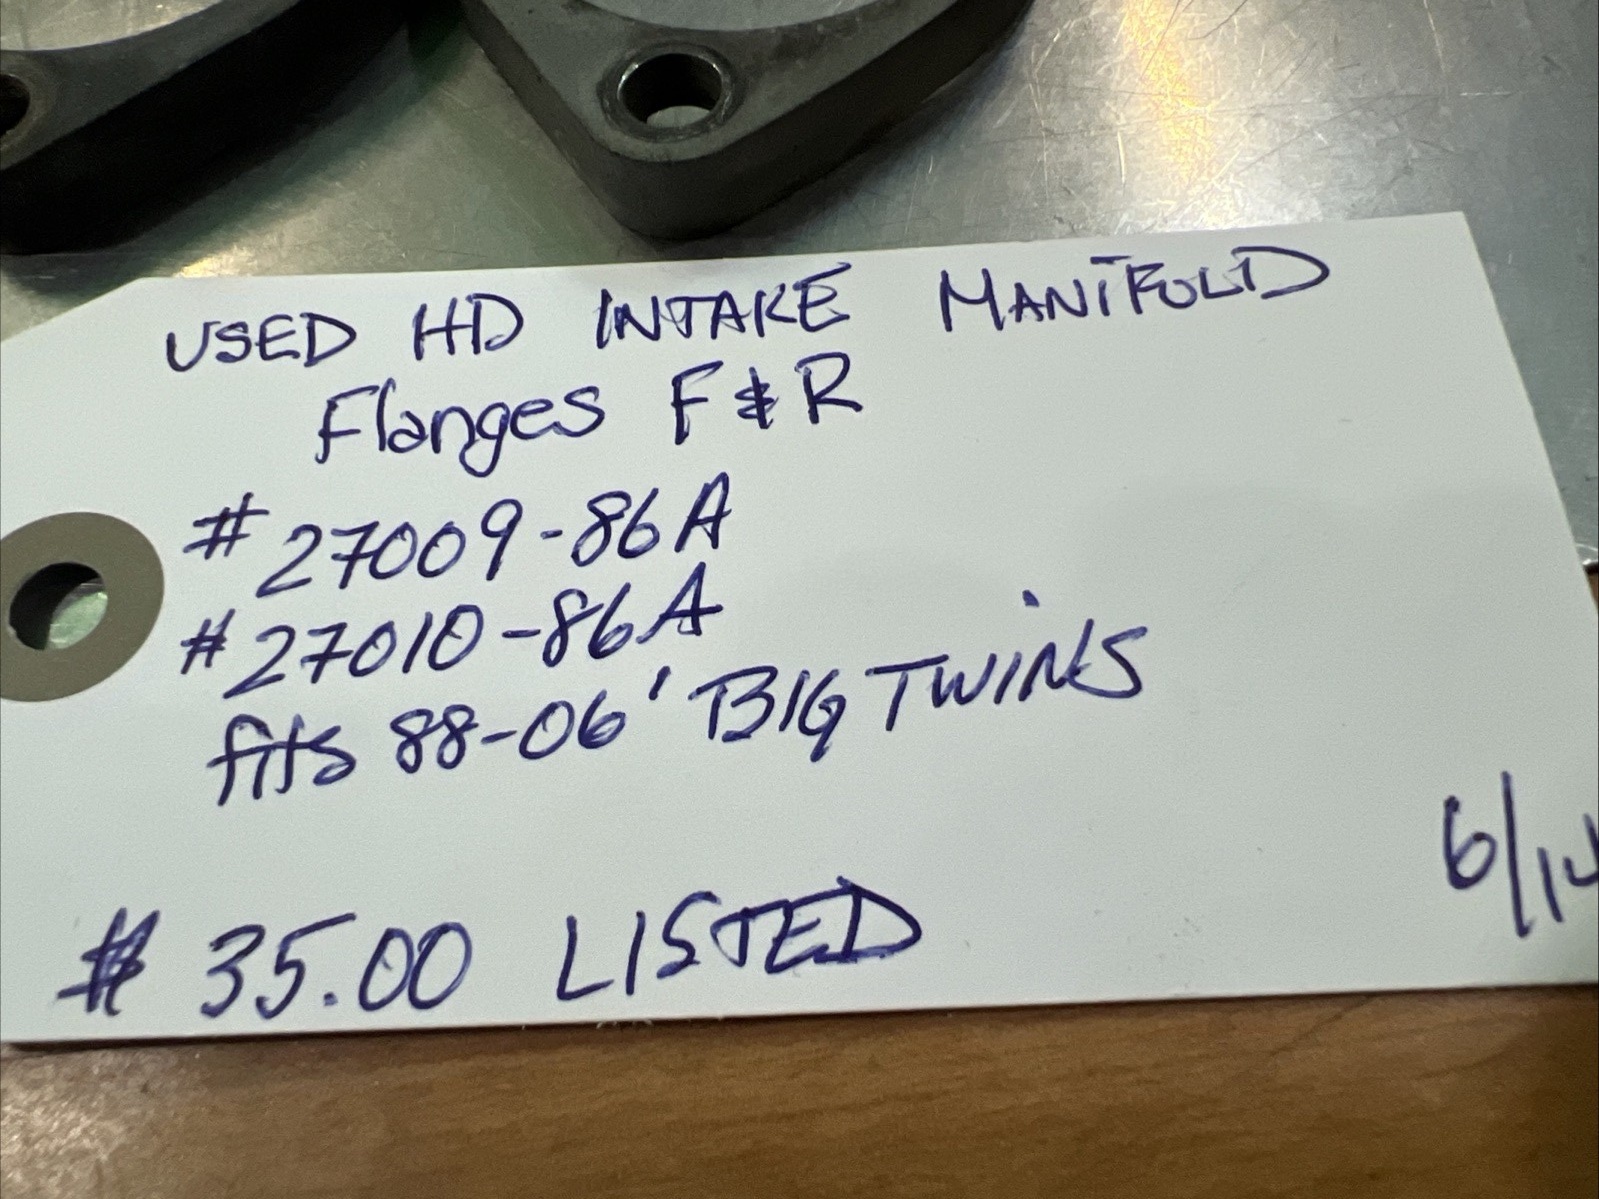 USED HD INTAKE MANIFOLD
Flanges F & R
# 27009-86A
# 27010-86A
fits 88-06' BIG TWINS
6/14
$ 35.00 LISTED